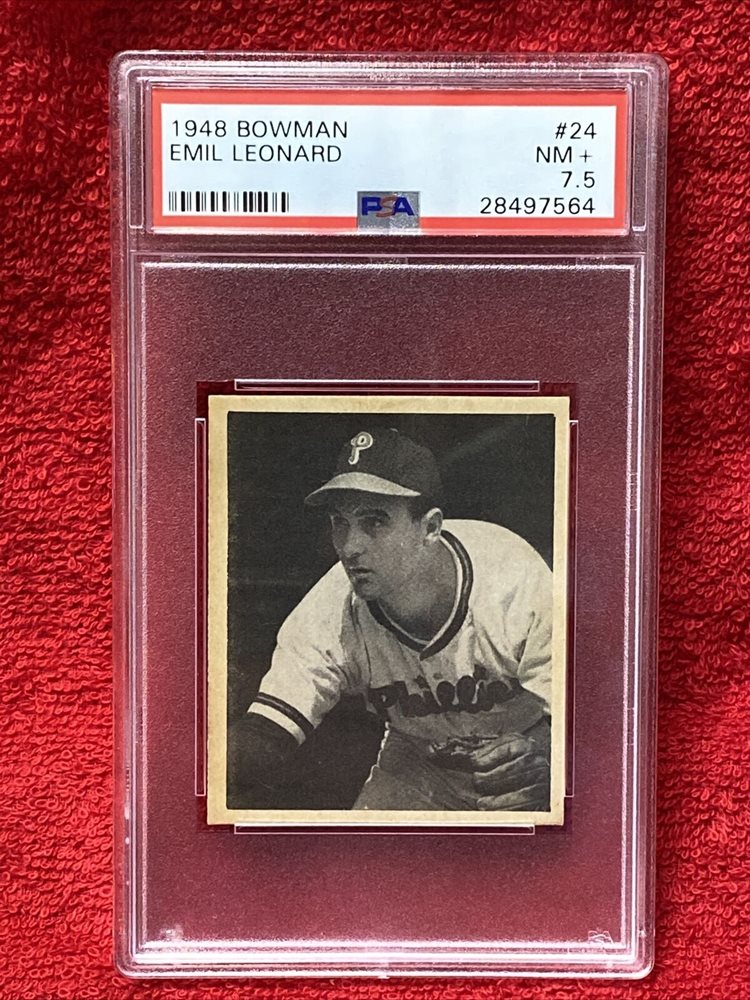 1948 BOWMAN #24
EMIL LEONARD NM+
7.5
PSA 28497564
P
Phillies